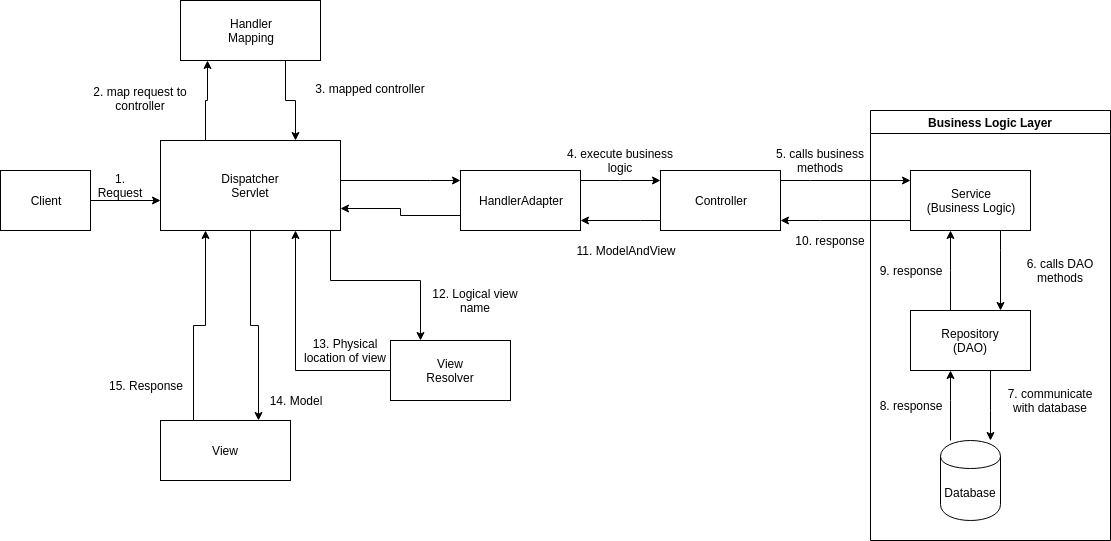 Handler
Mapping
2. map request to
controller
3. mapped controller
Business Logic Layer
1.
Request
Client
Dispatcher
Servlet
HandlerAdapter
4. execute business
logic
Controller
5. calls business
methods
Service
(Business Logic)
11. ModelAndView
10. response
9. response
6. calls DAO
methods
12. Logical view
name
13. Physical
location of view
View
Resolver
Repository
(DAO)
15. Response
14. Model
8. response
7. communicate
with database
View
Database